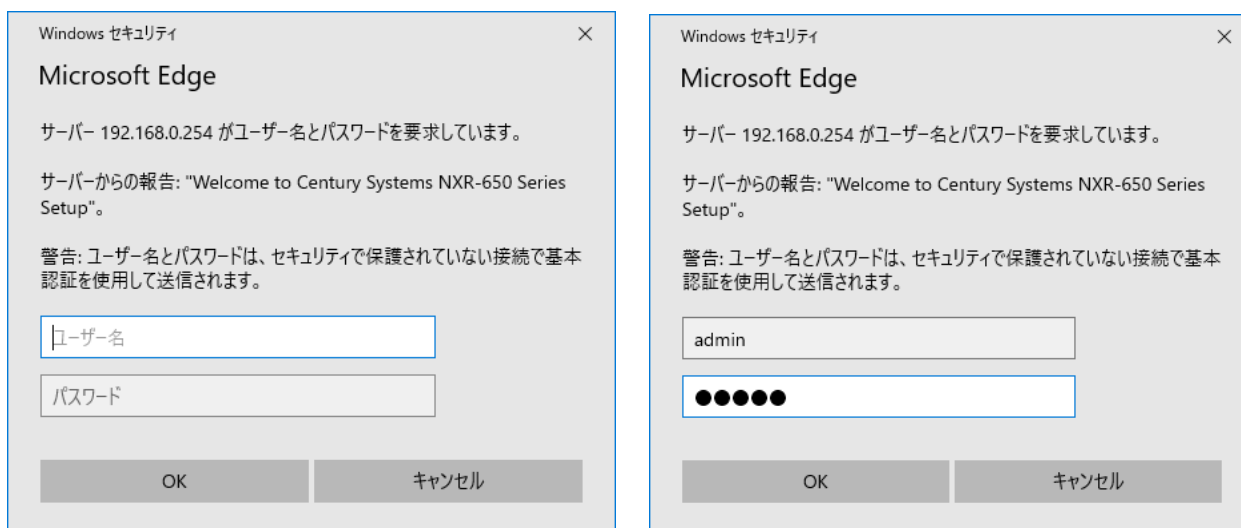 Windows セキュリティ
Microsoft Edge
サーバー 192.168.0.254 がユーザー名とパスワードを要求しています。
サーバーからの報告: "Welcome to Century Systems NXR-650 Series
Setup"。
警告: ユーザー名とパスワードは、セキュリティで保護されていない接続で基本
認証を使用して送信されます。
ユーザー名
パスワード
OK
キャンセル
Windows セキュリティ
Microsoft Edge
サーバー 192.168.0.254 がユーザー名とパスワードを要求しています。
サーバーからの報告: "Welcome to Century Systems NXR-650 Series
Setup"。
警告: ユーザー名とパスワードは、セキュリティで保護されていない接続で基本
認証を使用して送信されます。
admin
●●●●●
OK
キャンセル